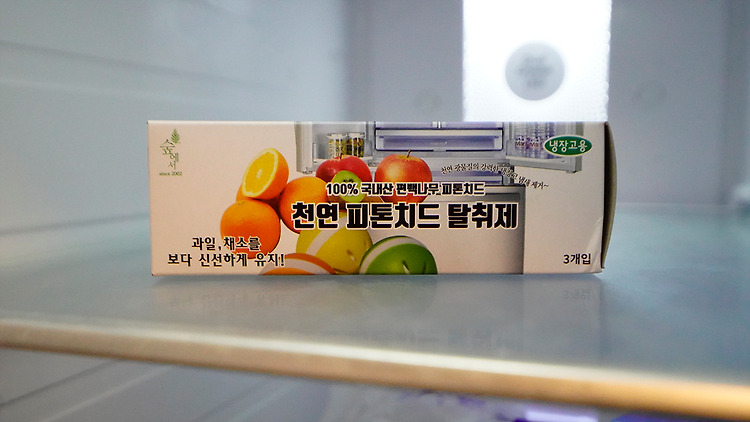 숲에서
since 2002
냉장고용
100% 국내산 편백나무 피톤치드
천연 피톤치드 탈취제
과일, 채소를
보다 신선하게 유지!
3개입